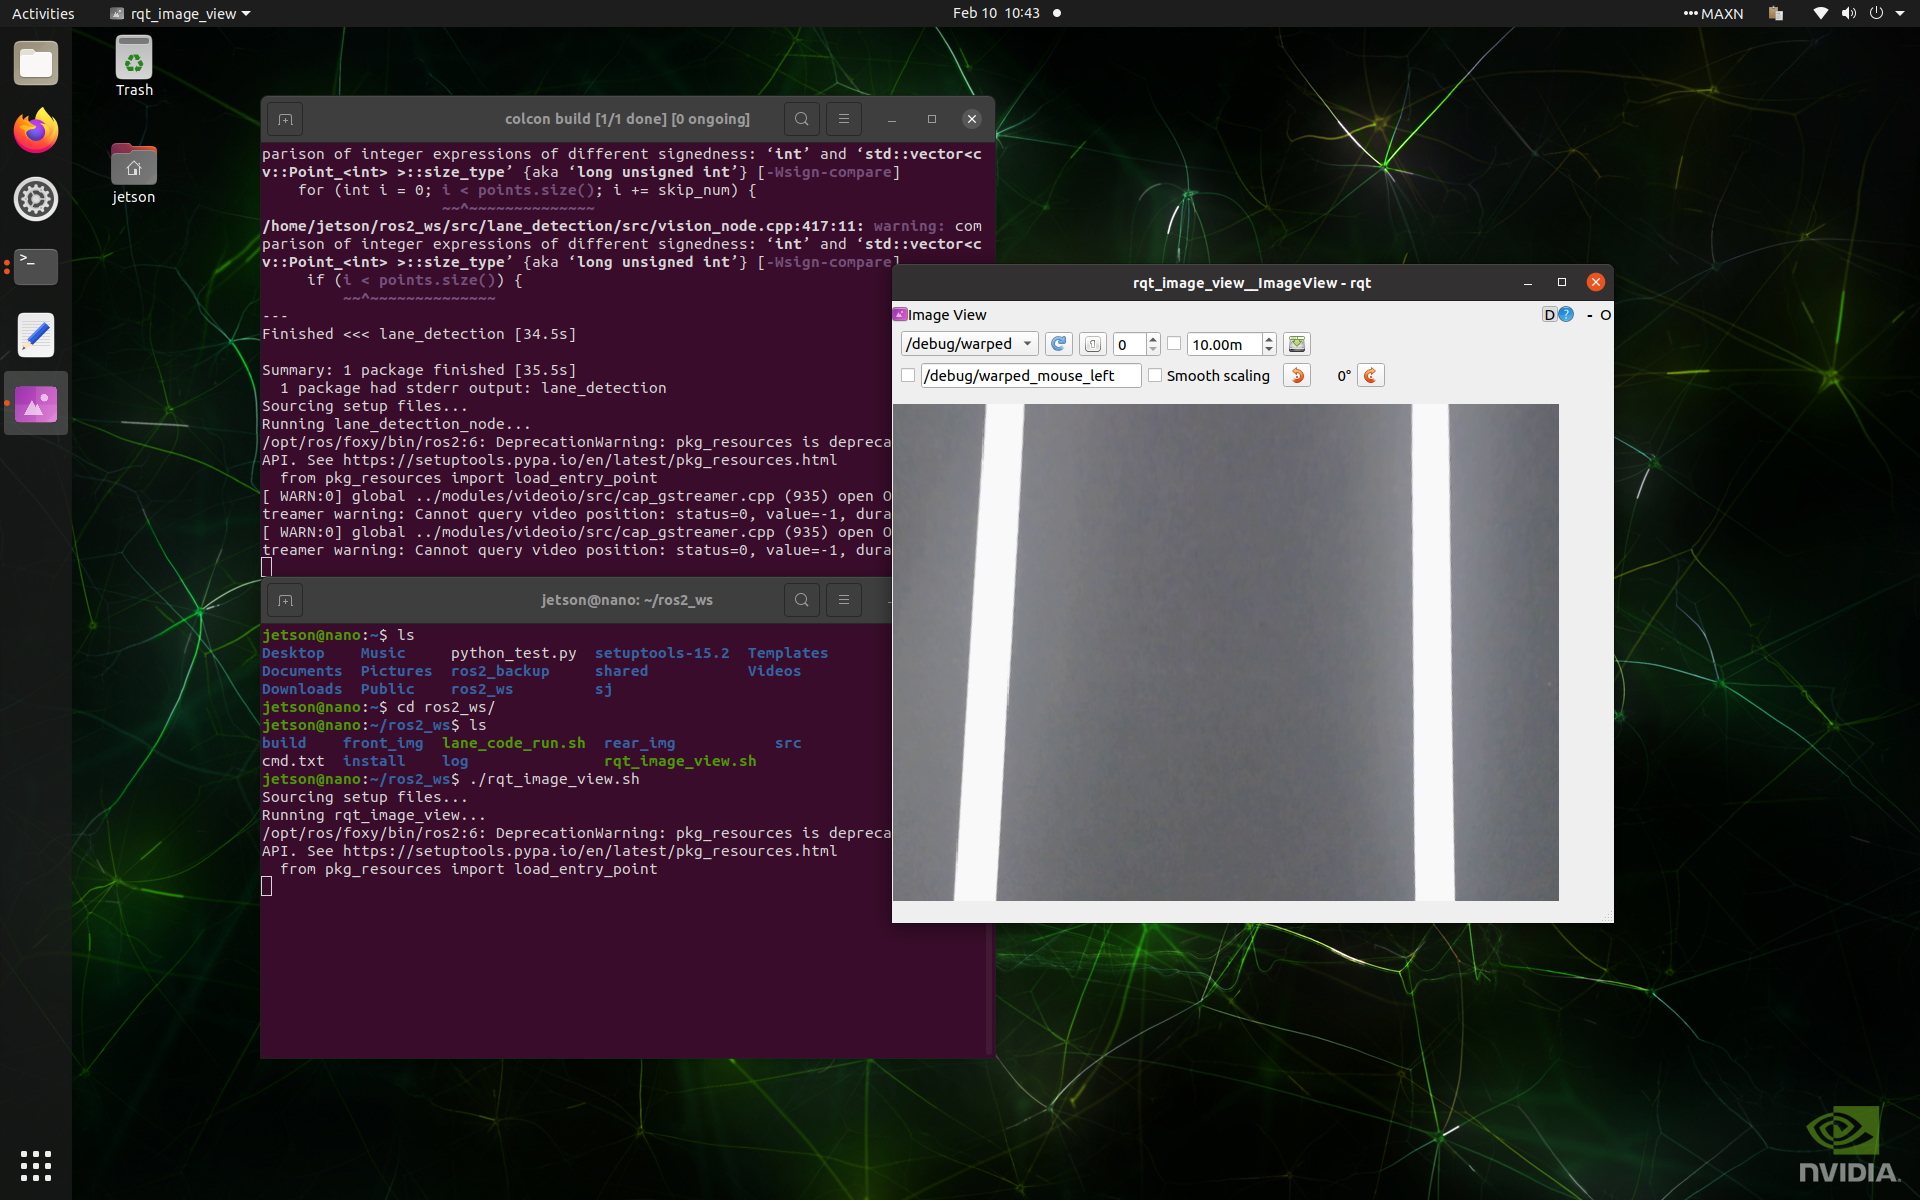 Activities
rqt_image_view
Feb 10 10:43
MAXN
Trash
jetson
colcon build [1/1 done] [0 ongoing]
parison of integer expressions of different signedness: ‘int’ and ‘std::vector<c
v::Point_<int> >::size_type’ {aka ‘long unsigned int’} [-Wsign-compare]
for (int i = 0; i < points.size(); i += skip_num) {
~~^~~~~~~~~~~~~~~
/home/jetson/ros2_ws/src/lane_detection/src/vision_node.cpp:417:11: warning: com
parison of integer expressions of different signedness: ‘int’ and ‘std::vector<c
v::Point_<int> >::size_type’ {aka ‘long unsigned int’} [-Wsign-compare]
if (i < points.size()) {
~~^~~~~~~~~~~~~~~
---
Finished <<< lane_detection [34.5s]
Summary: 1 package finished [35.5s]
1 package had stderr output: lane_detection
Sourcing setup files...
Running lane_detection_node...
/opt/ros/foxy/bin/ros2:6: DeprecationWarning: pkg_resources is depreca
API. See https://setuptools.pypa.io/en/latest/pkg_resources.html
from pkg_resources import load_entry_point
[ WARN:0] global ../modules/videoio/src/cap_gstreamer.cpp (935) open O
treamer warning: Cannot query video position: status=0, value=-1, dura
[ WARN:0] global ../modules/videoio/src/cap_gstreamer.cpp (935) open O
treamer warning: Cannot query video position: status=0, value=-1, dura
jetson@nano: ~/ros2_ws
jetson@nano:~$ ls
Desktop Music python_test.py setuptools-15.2 Templates
Documents Pictures ros2_backup shared Videos
Downloads Public ros2_ws sj
jetson@nano:~$ cd ros2_ws/
jetson@nano:~/ros2_ws$ ls
build front_img lane_code_run.sh rear_img src
cmd.txt install log rqt_image_view.sh
jetson@nano:~/ros2_ws$ ./rqt_image_view.sh
Sourcing setup files...
Running rqt_image_view...
/opt/ros/foxy/bin/ros2:6: DeprecationWarning: pkg_resources is depreca
API. See https://setuptools.pypa.io/en/latest/pkg_resources.html
from pkg_resources import load_entry_point
rqt_image_view__ImageView - rqt
Image View
D ? - O
/debug/warped
0
10.00m
/debug/warped_mouse_left
Smooth scaling
0°
NVIDIA.